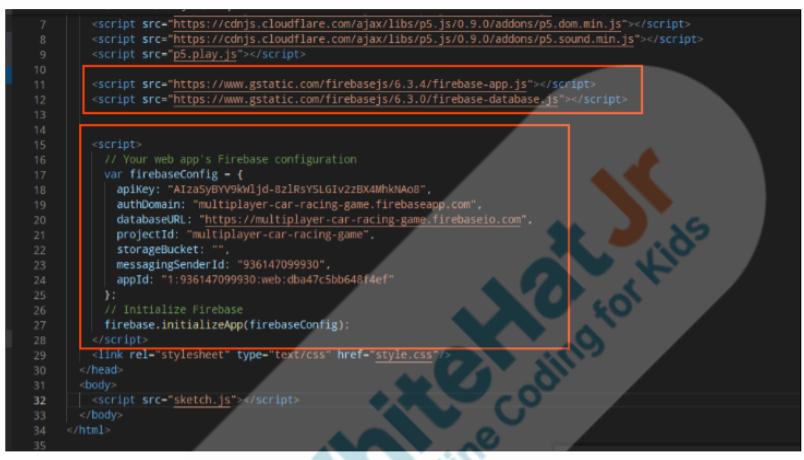 7 <script src="https://cdnjs.cloudflare.com/ajax/libs/p5.js/0.9.0/addons/p5.dom.min.js"></script>
8 <script src="https://cdnjs.cloudflare.com/ajax/libs/p5.js/0.9.0/addons/p5.sound.min.js"></script>
9 <script src="p5.play.js"></script>
10
11 <script src="https://www.gstatic.com/firebasejs/6.3.4/firebase-app.js"></script>
12 <script src="https://www.gstatic.com/firebasejs/6.3.0/firebase-database.js"></script>
13
14
15 <script>
16 // Your web app's Firebase configuration
17 var firebaseConfig = {
18 apiKey: "AIzaSyBYV9kWljd-8zlRsYSLGIv2zBX4MhkNAo8",
19 authDomain: "multiplayer-car-racing-game.firebaseapp.com",
20 databaseURL: "https://multiplayer-car-racing-game.firebaseio.com",
21 projectId: "multiplayer-car-racing-game",
22 storageBucket: "",
23 messagingSenderId: "936147099930",
24 appId: "1:936147099930:web:dba47c5bb648f4ef"
25 };
26 // Initialize Firebase
27 firebase.initializeApp(firebaseConfig);
28 </script>
29 <link rel="stylesheet" type="text/css" href="style.css"/>
30 </head>
31 <body>
32 <script src="sketch.js"></script>
33 </body>
34 </html>
35
WhiteHat Jr
Coding for Kids